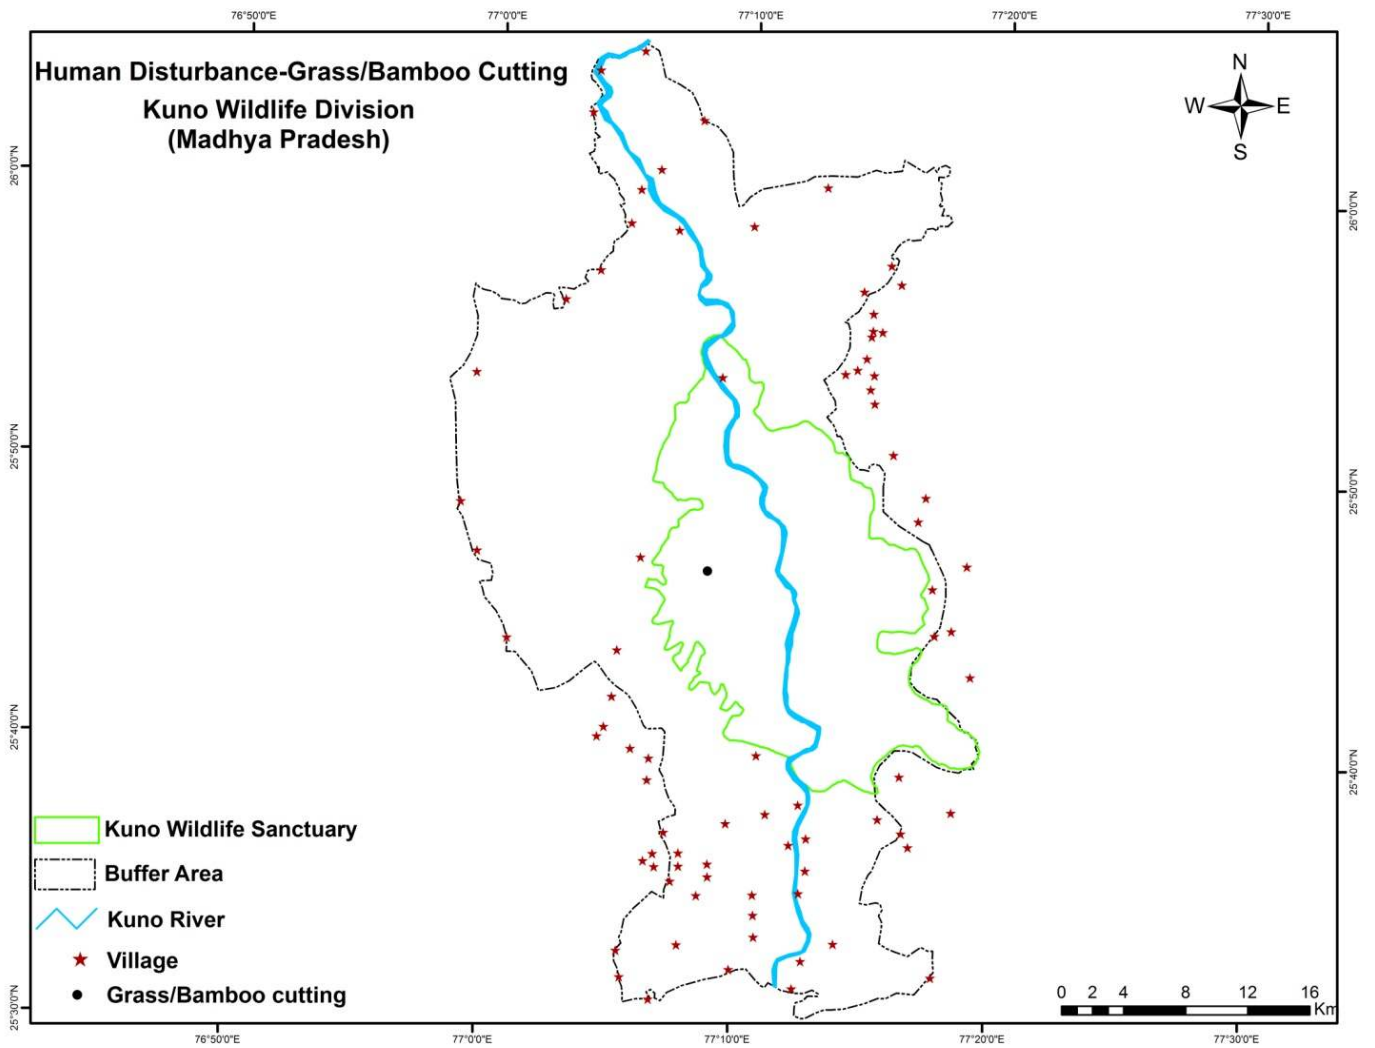 76°50'0"E 77°0'0"E 77°10'0"E 77°20'0"E 77°30'0"E
Human Disturbance-Grass/Bamboo Cutting
Kuno Wildlife Division
(Madhya Pradesh)
N
W E
S
26°0'0"N
26°0'0"N
25°50'0"N
25°50'0"N
25°40'0"N
25°40'0"N
Kuno Wildlife Sanctuary
Buffer Area
Kuno River
Village
Grass/Bamboo cutting
0 2 4 8 12 16
Km
25°30'0"N
76°50'0"E 77°0'0"E 77°10'0"E 77°20'0"E 77°30'0"E